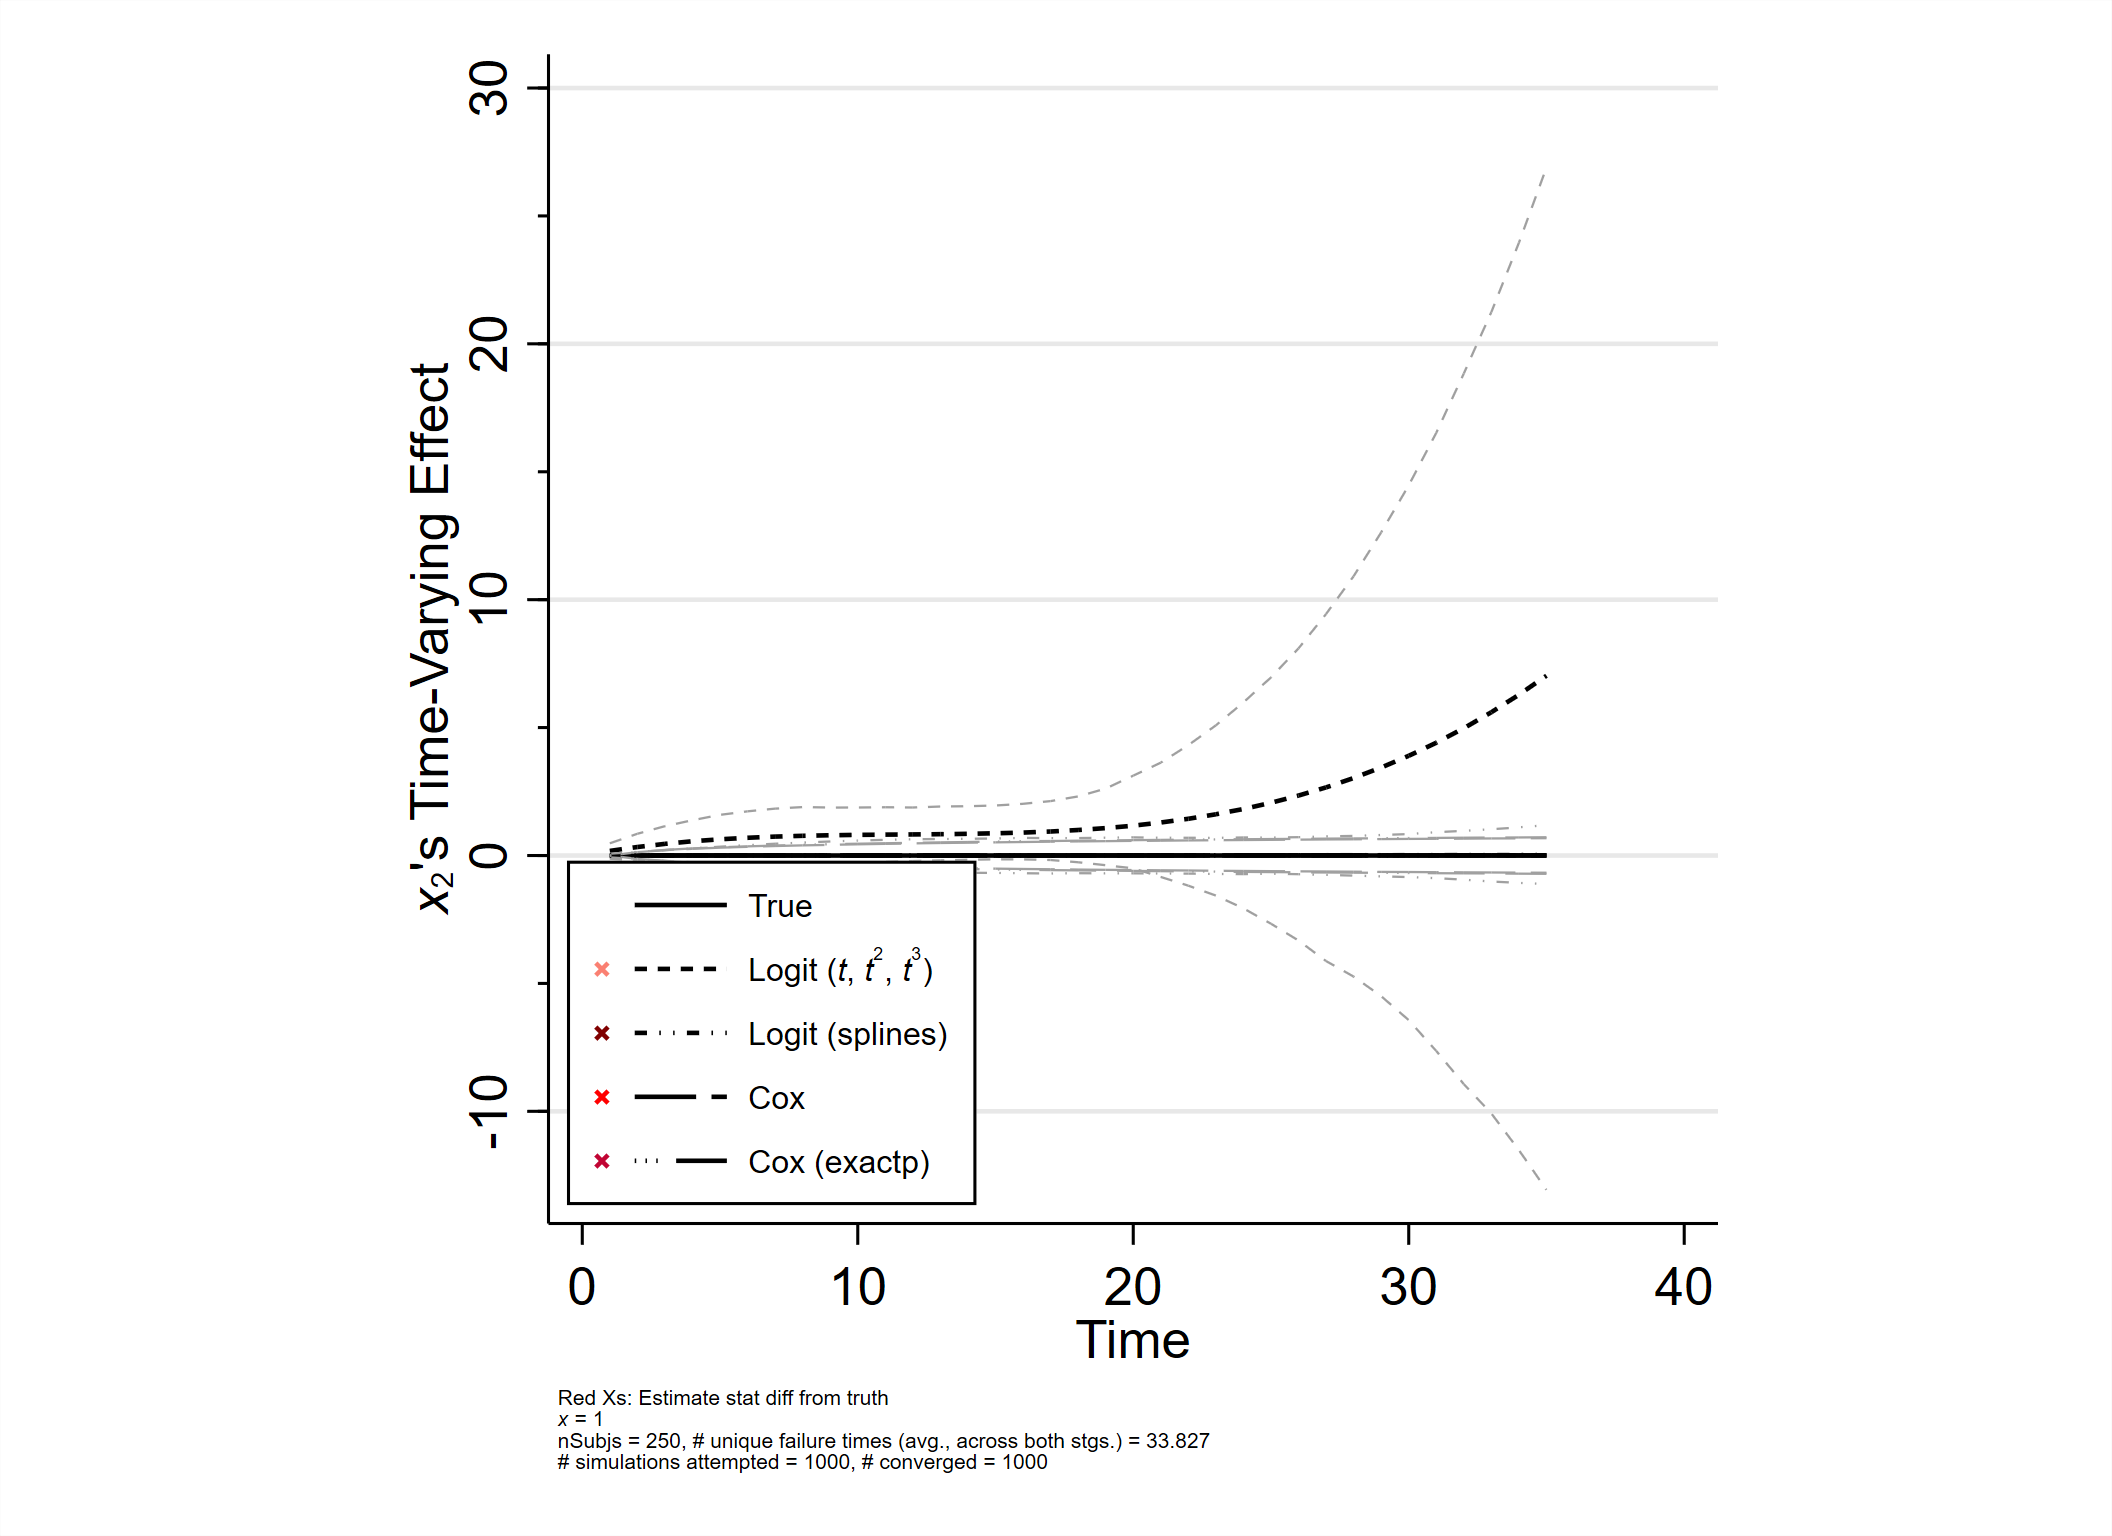 x₂'s Time-Varying Effect
30
20
10
0
-10
True
Logit (t, t², t³)
Logit (splines)
Cox
Cox (exactp)
0 10 20 30 40
Time
Red Xs: Estimate stat diff from truth
x = 1
nSubjs = 250, # unique failure times (avg., across both stgs.) = 33.827
# simulations attempted = 1000, # converged = 1000